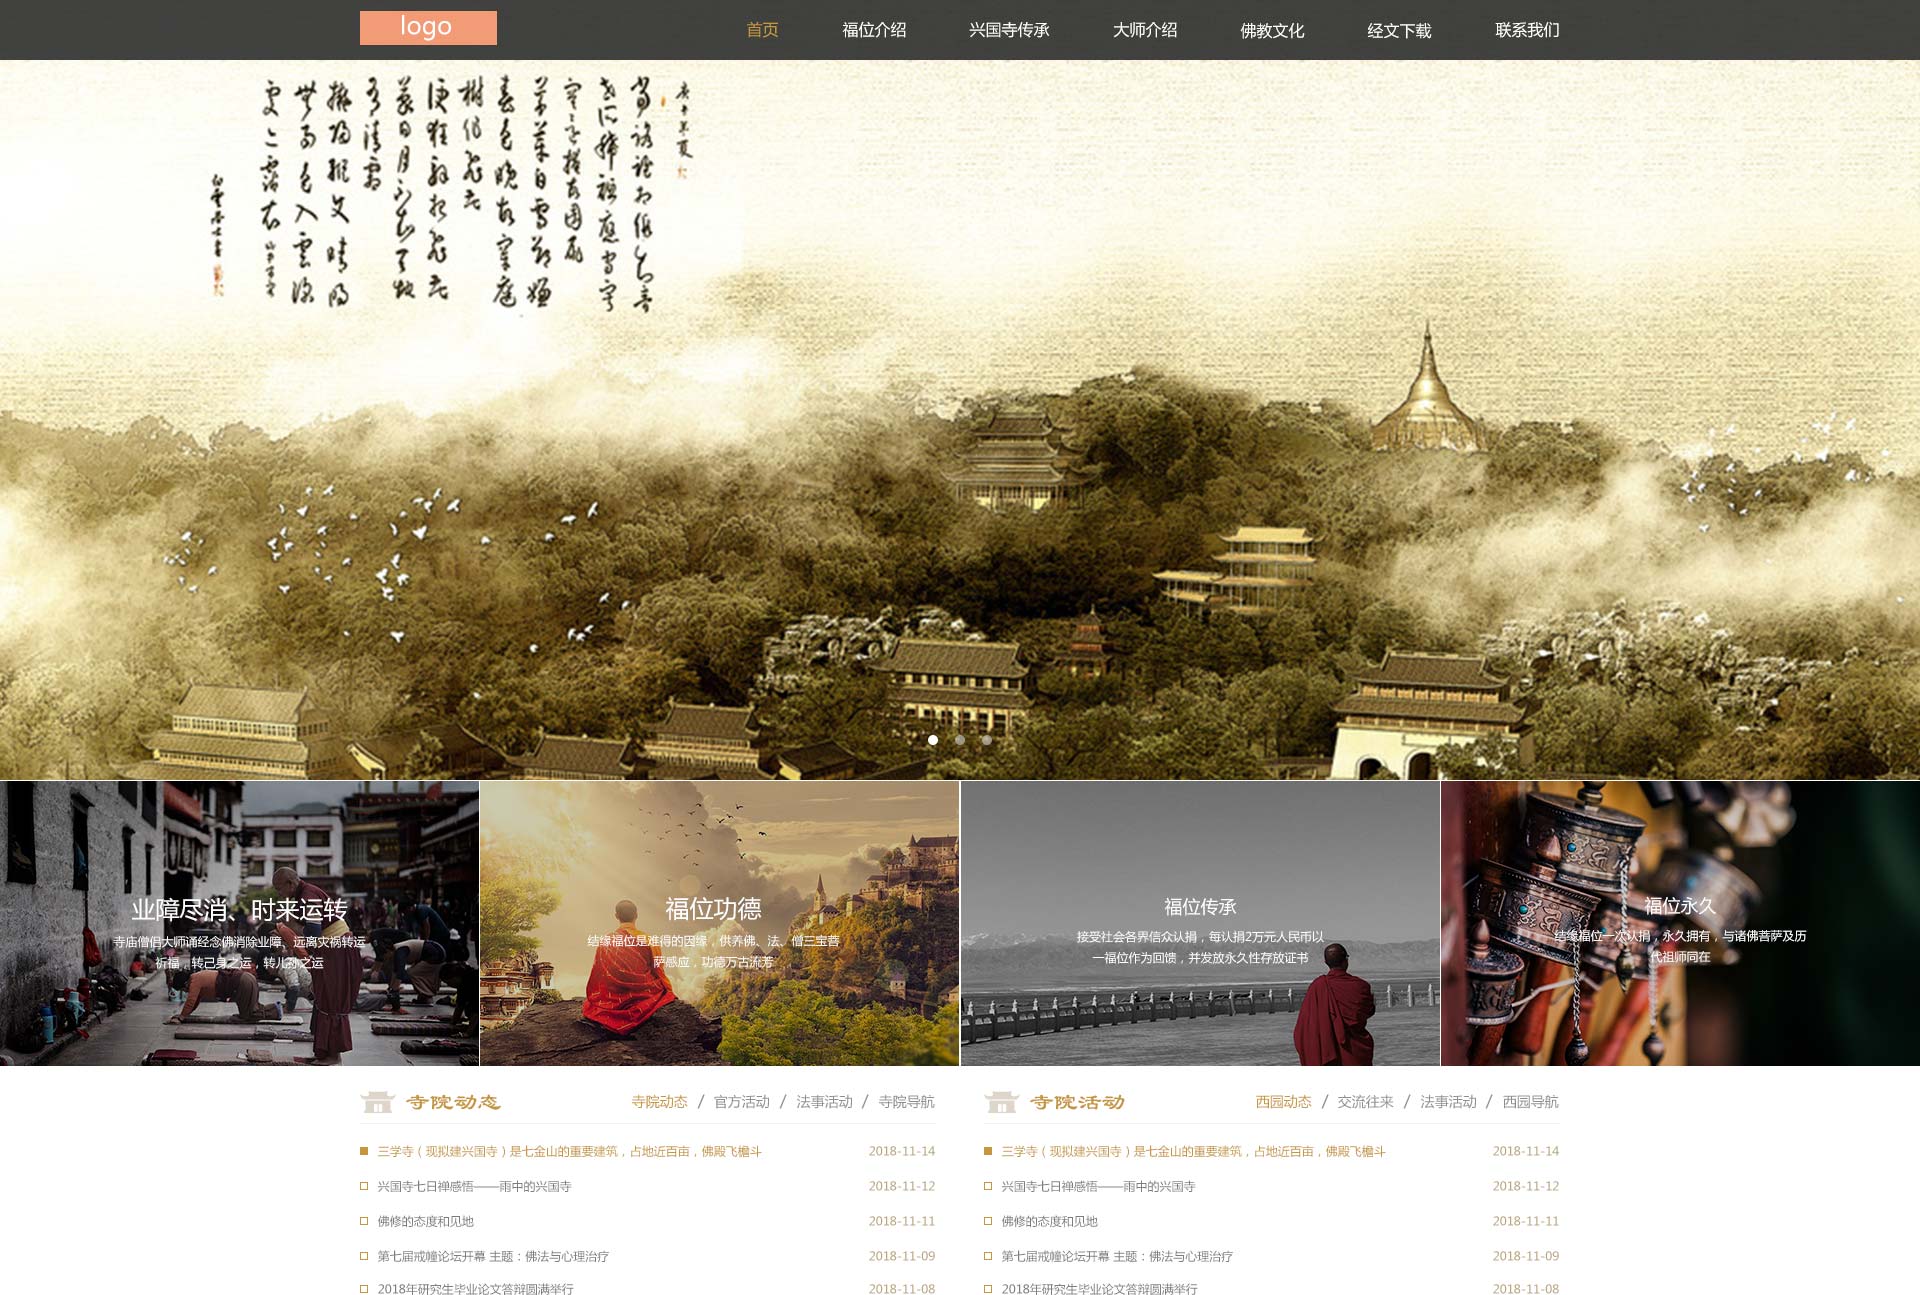 logo
首页
福位介绍
兴国寺传承
大师介绍
佛教文化
经文下载
联系我们
业障尽消、时来运转
寺庙僧侣大师诵经念佛消除业障、远离灾祸转运
祈福，转己身之运，转儿孙之运
福位功德
结缘福位是难得的因缘，供养佛、法、僧三宝菩
萨感应，功德万古流芳
福位传承
接受社会各界信众认捐，每认捐2万元人民币以
一福位作为回馈，并发放永久性存放证书
福位永久
结缘福位一次认捐，永久拥有，与诸佛菩萨及历
代祖师同在
寺院动态
寺院动态 / 官方活动 / 法事活动 / 寺院导航
三学寺（现拟建兴国寺）是七金山的重要建筑，占地近百亩，佛殿飞檐斗 2018-11-14
兴国寺七日禅感悟——雨中的兴国寺 2018-11-12
佛修的态度和见地 2018-11-11
第七届戒幢论坛开幕 主题：佛法与心理治疗 2018-11-09
2018年研究生毕业论文答辩圆满举行 2018-11-08
寺院活动
西园动态 / 交流往来 / 法事活动 / 西园导航
三学寺（现拟建兴国寺）是七金山的重要建筑，占地近百亩，佛殿飞檐斗 2018-11-14
兴国寺七日禅感悟——雨中的兴国寺 2018-11-12
佛修的态度和见地 2018-11-11
第七届戒幢论坛开幕 主题：佛法与心理治疗 2018-11-09
2018年研究生毕业论文答辩圆满举行 2018-11-08